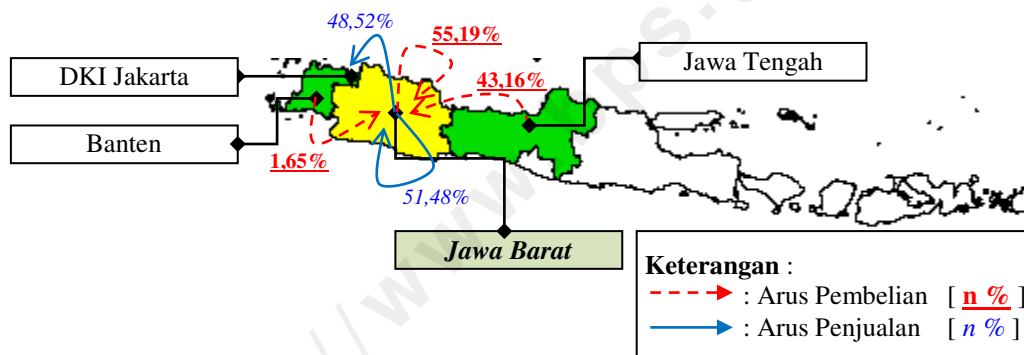 48,52%
55,19%
DKI Jakarta
43,16%
Jawa Tengah
Banten
1,65%
51,48%
Jawa Barat
Keterangan :
: Arus Pembelian [ n % ]
: Arus Penjualan [ n % ]